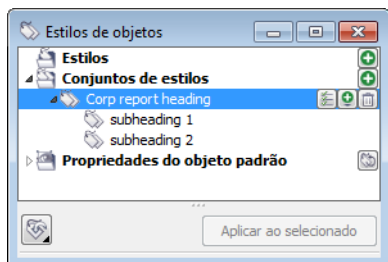 Estilos de objetos
Estilos
Conjuntos de estilos
Corp report heading
subheading 1
subheading 2
Propriedades do objeto padrão
Aplicar ao selecionado